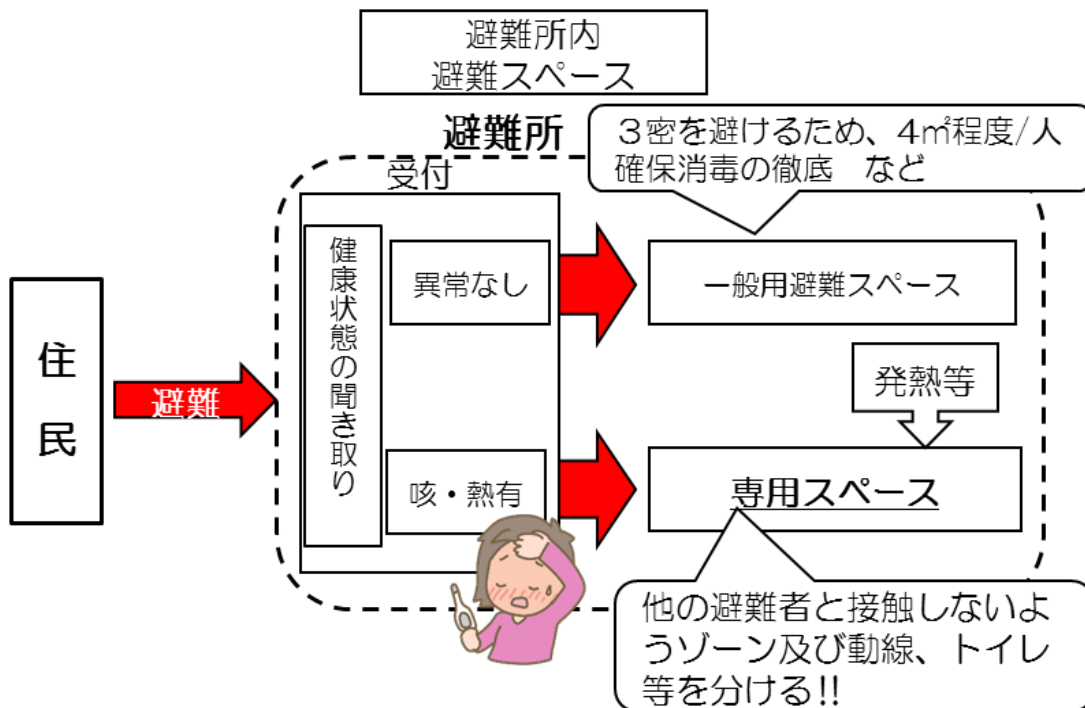 避難所内
避難スペース
避難所
３密を避けるため、4㎡程度/人
確保消毒の徹底　など
受付
健康状態の聞き取り
異常なし
一般用避難スペース
住民
避難
発熱等
咳・熱有
専用スペース
他の避難者と接触しないよ
うゾーン及び動線、トイレ
等を分ける!!